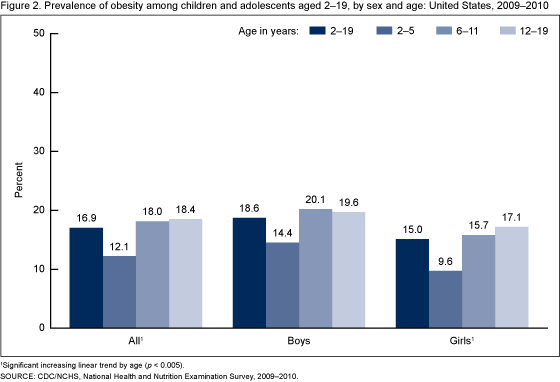 Figure 2. Prevalence of obesity among children and adolescents aged 2–19, by sex and age: United States, 2009–2010
Age in years: 2–19 2–5 6–11 12–19
50
40
30
20
10
0
Percent
16.9 12.1 18.0 18.4
18.6 14.4 20.1 19.6
15.0 9.6 15.7 17.1
All¹ Boys Girls¹
¹Significant increasing linear trend by age (p < 0.005).
SOURCE: CDC/NCHS, National Health and Nutrition Examination Survey, 2009–2010.